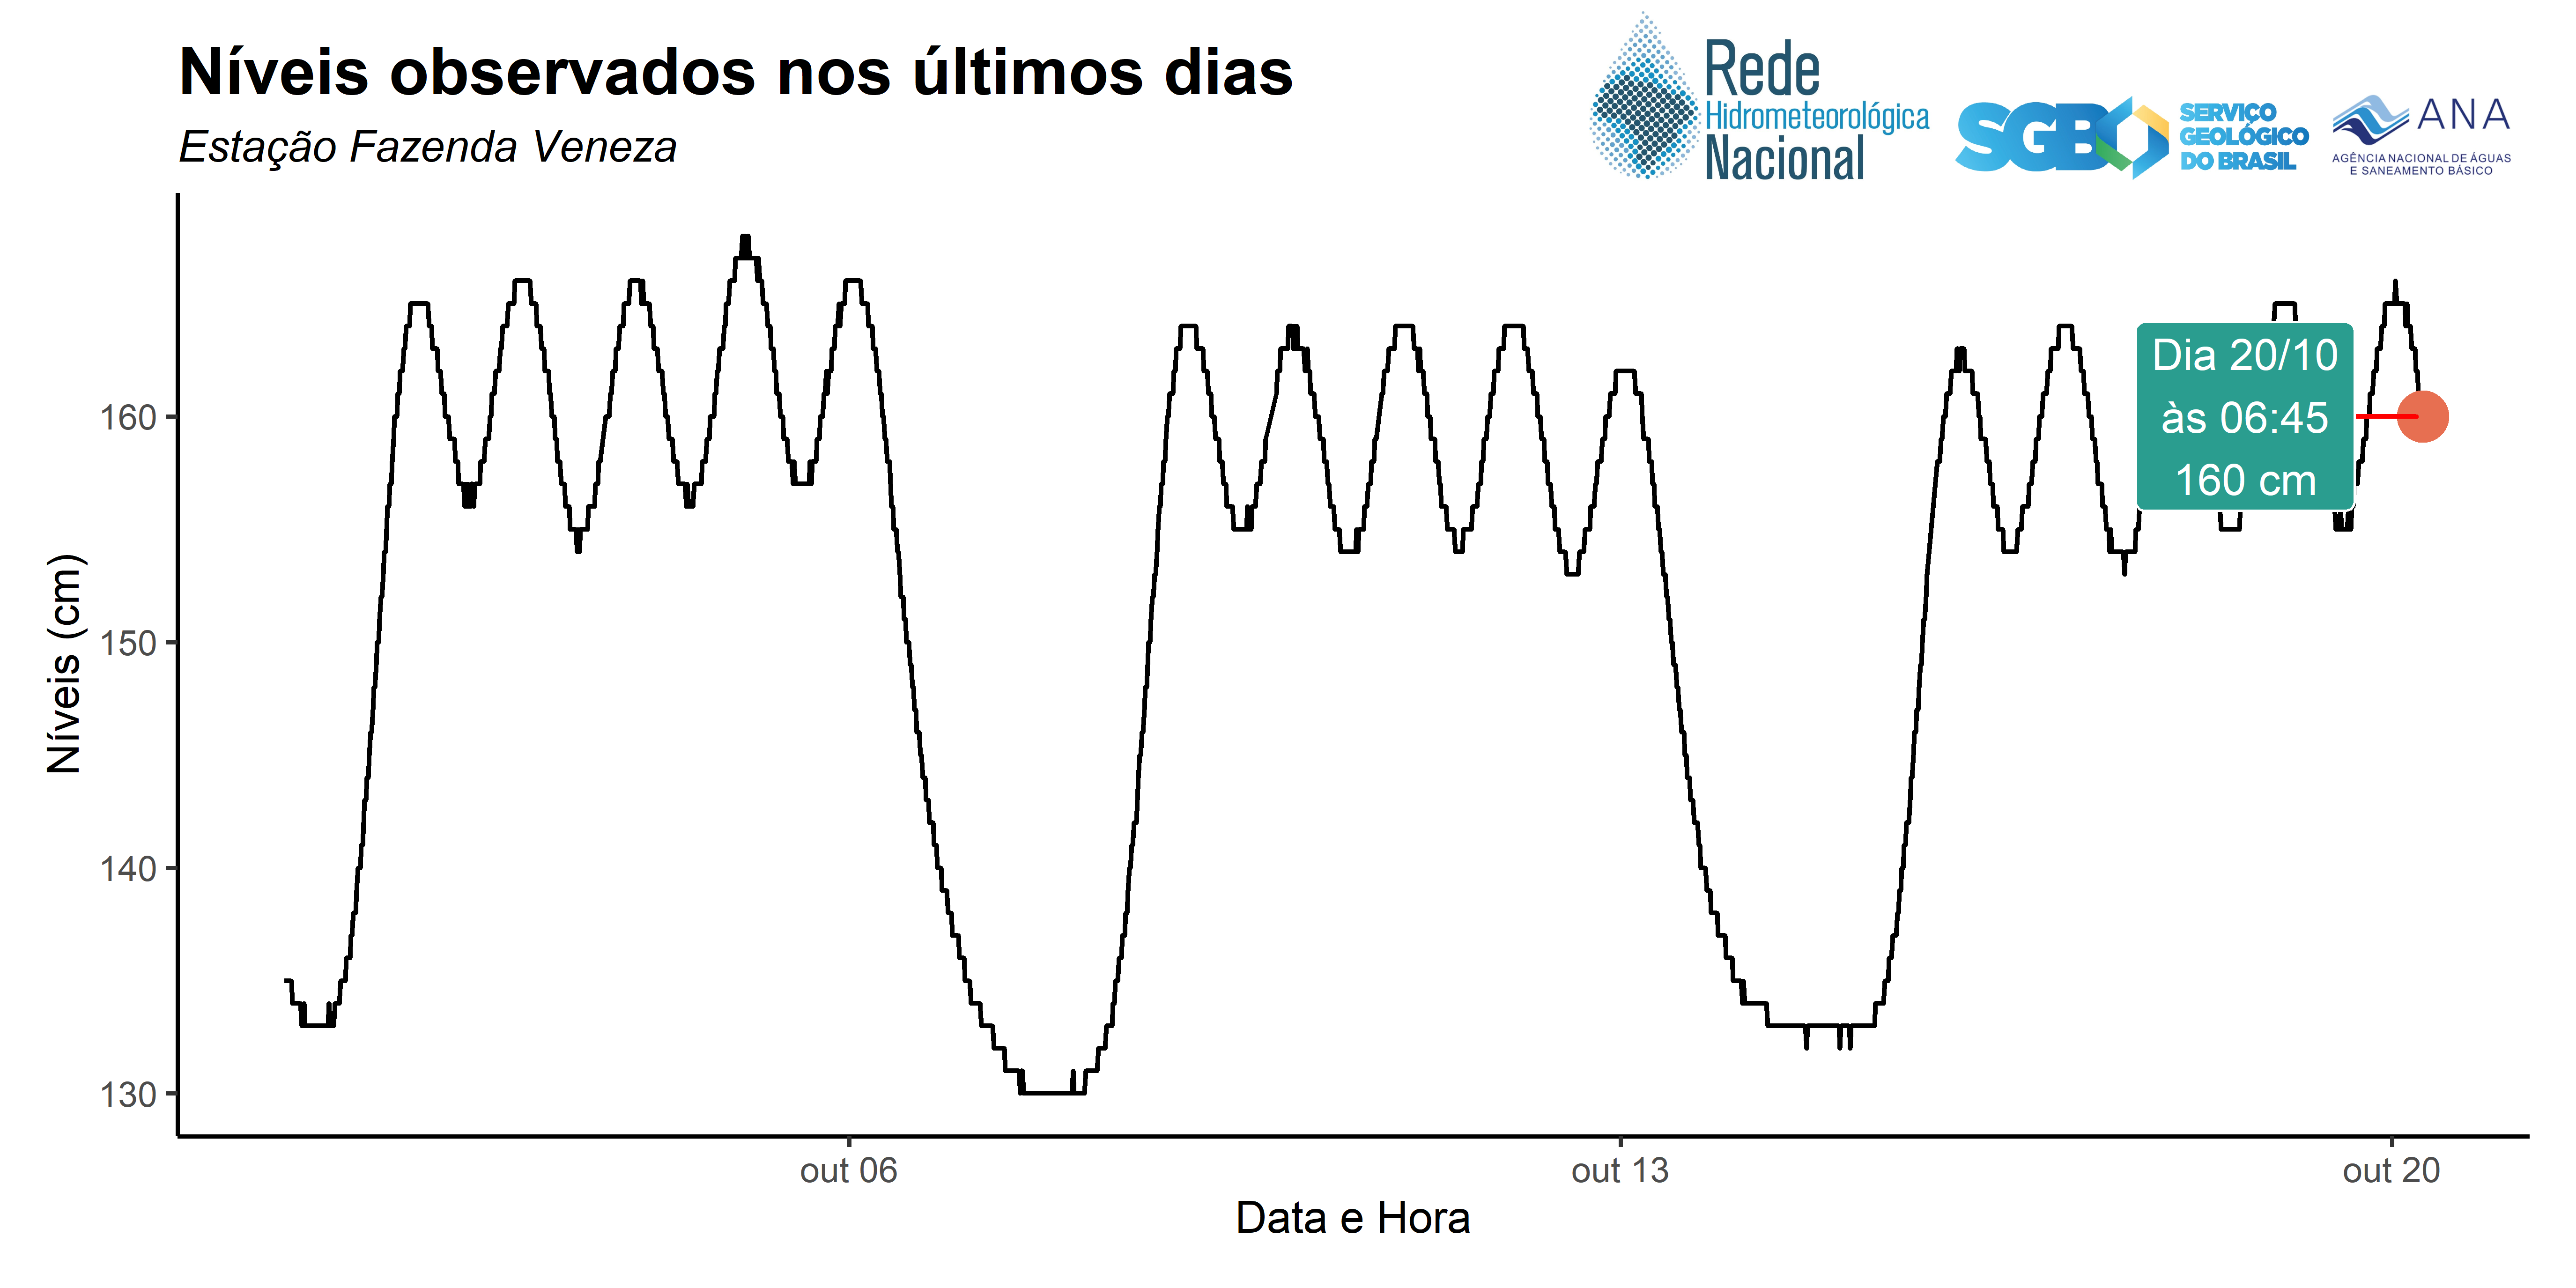 Níveis observados nos últimos dias
Estação Fazenda Veneza
Rede
Hidrometeorológica
Nacional
SGB
SERVIÇO
GEOLÓGICO
DO BRASIL
ANA
AGÊNCIA NACIONAL DE ÁGUAS
E SANEAMENTO BÁSICO
Níveis (cm)
160
150
140
130
Dia 20/10
às 06:45
160 cm
out 06
out 13
out 20
Data e Hora